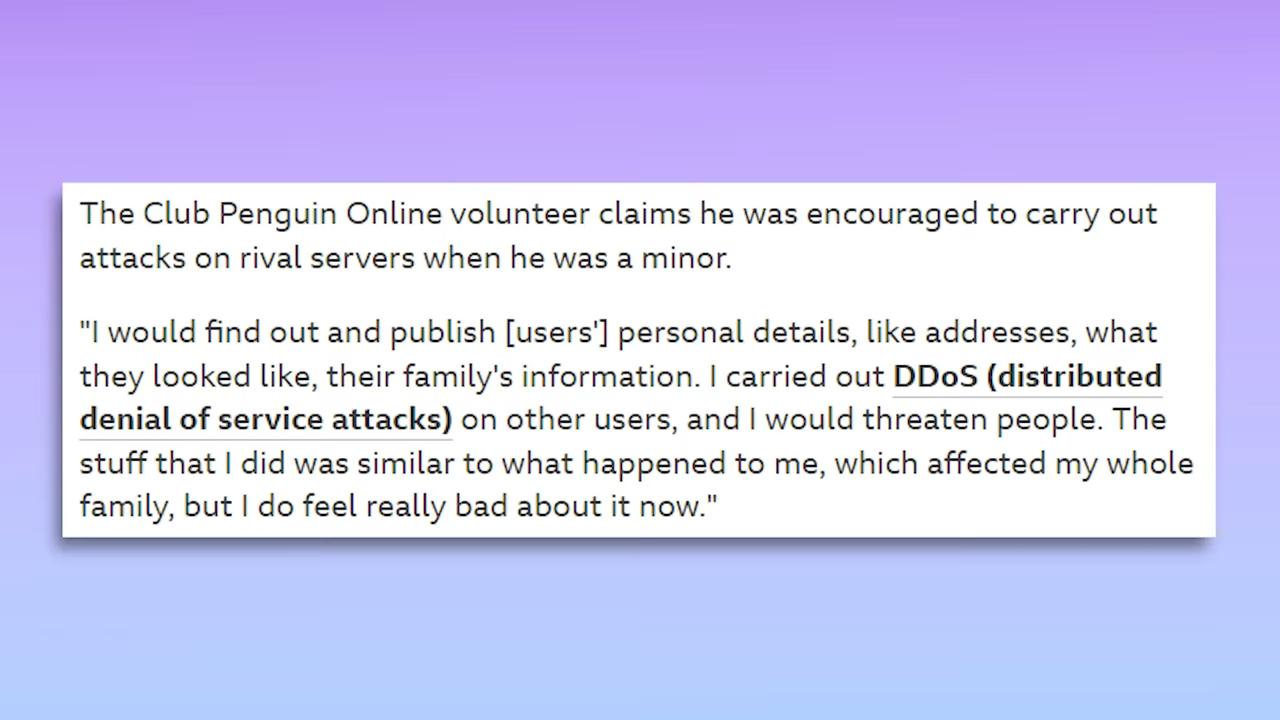 The Club Penguin Online volunteer claims he was encouraged to carry out
attacks on rival servers when he was a minor.
"I would find out and publish [users'] personal details, like addresses, what
they looked like, their family's information. I carried out DDoS (distributed
denial of service attacks) on other users, and I would threaten people. The
stuff that I did was similar to what happened to me, which affected my whole
family, but I do feel really bad about it now."